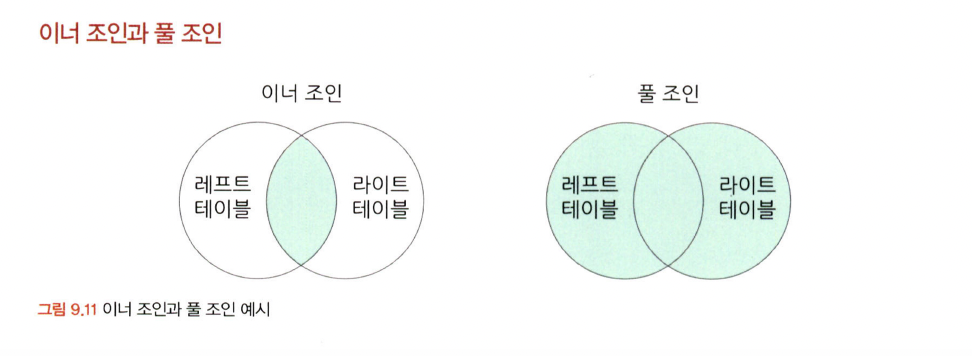 이너 조인과 풀 조인
이너 조인
풀 조인
레프트
테이블
라이트
테이블
레프트
테이블
라이트
테이블
그림 9.11 이너 조인과 풀 조인 예시